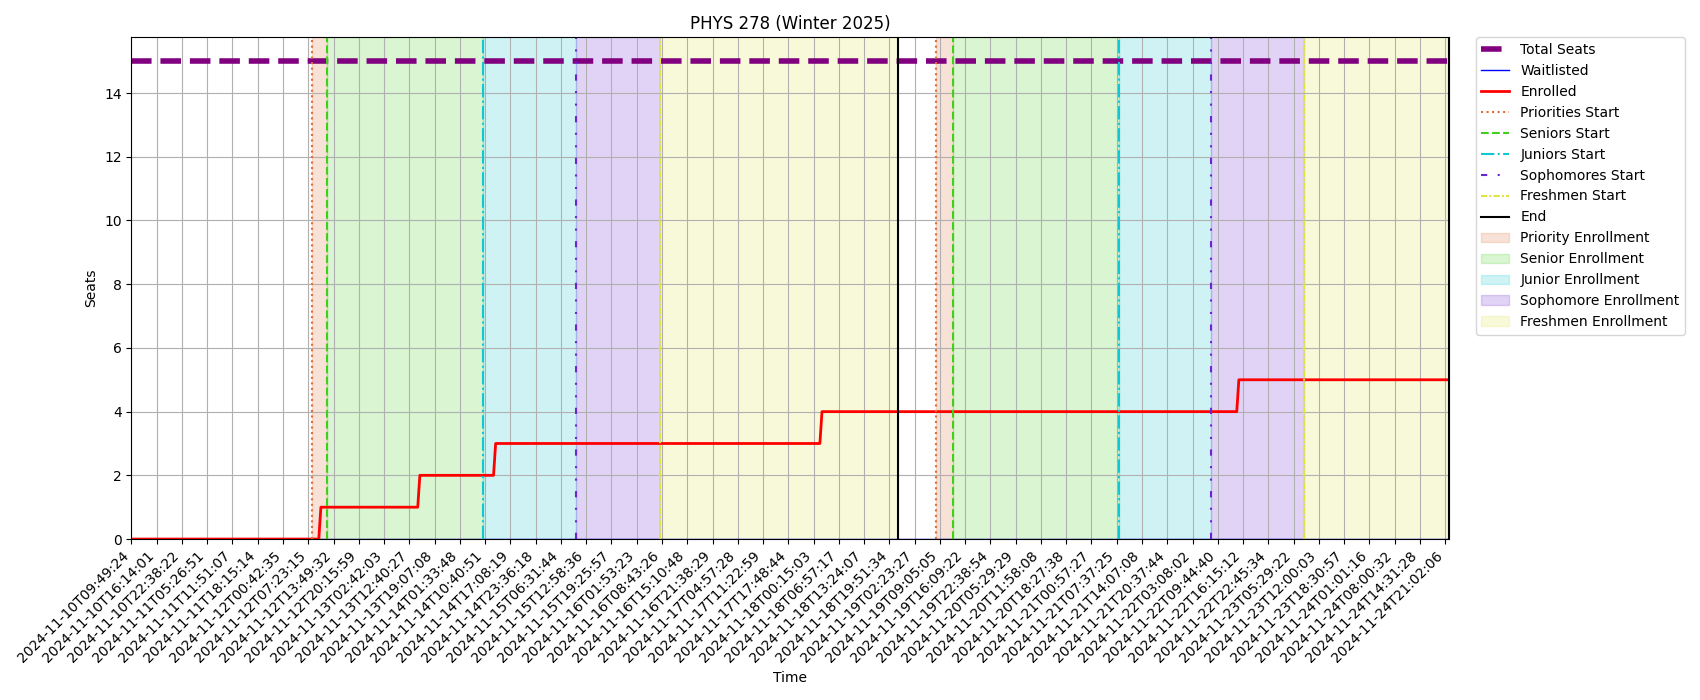 PHYS 278 (Winter 2025)
Seats
14
12
10
8
6
4
2
0
2024-11-10T09:49:24
2024-11-10T16:14:01
2024-11-10T22:38:22
2024-11-11T05:26:51
2024-11-11T11:51:07
2024-11-11T18:15:14
2024-11-12T00:42:35
2024-11-12T07:23:15
2024-11-12T13:49:32
2024-11-12T20:15:59
2024-11-13T02:42:03
2024-11-13T12:40:27
2024-11-13T19:07:08
2024-11-14T01:33:48
2024-11-14T10:40:51
2024-11-14T17:08:19
2024-11-14T23:36:18
2024-11-15T06:31:44
2024-11-15T12:58:36
2024-11-15T19:25:57
2024-11-16T01:53:23
2024-11-16T08:43:26
2024-11-16T15:10:48
2024-11-16T21:38:29
2024-11-17T04:57:28
2024-11-17T11:22:59
2024-11-17T17:48:44
2024-11-18T00:15:03
2024-11-18T06:57:17
2024-11-18T13:24:07
2024-11-18T19:51:34
2024-11-19T02:23:27
2024-11-19T09:05:05
2024-11-19T16:09:22
2024-11-19T22:38:54
2024-11-20T05:29:29
2024-11-20T11:58:08
2024-11-20T18:27:38
2024-11-21T00:57:27
2024-11-21T07:37:25
2024-11-21T14:07:08
2024-11-21T20:37:44
2024-11-22T03:08:02
2024-11-22T09:44:40
2024-11-22T16:15:12
2024-11-22T22:45:34
2024-11-23T05:29:22
2024-11-23T12:00:03
2024-11-23T18:30:57
2024-11-24T01:01:16
2024-11-24T08:00:32
2024-11-24T14:31:28
2024-11-24T21:02:06
Time
Total Seats
Waitlisted
Enrolled
Priorities Start
Seniors Start
Juniors Start
Sophomores Start
Freshmen Start
End
Priority Enrollment
Senior Enrollment
Junior Enrollment
Sophomore Enrollment
Freshmen Enrollment